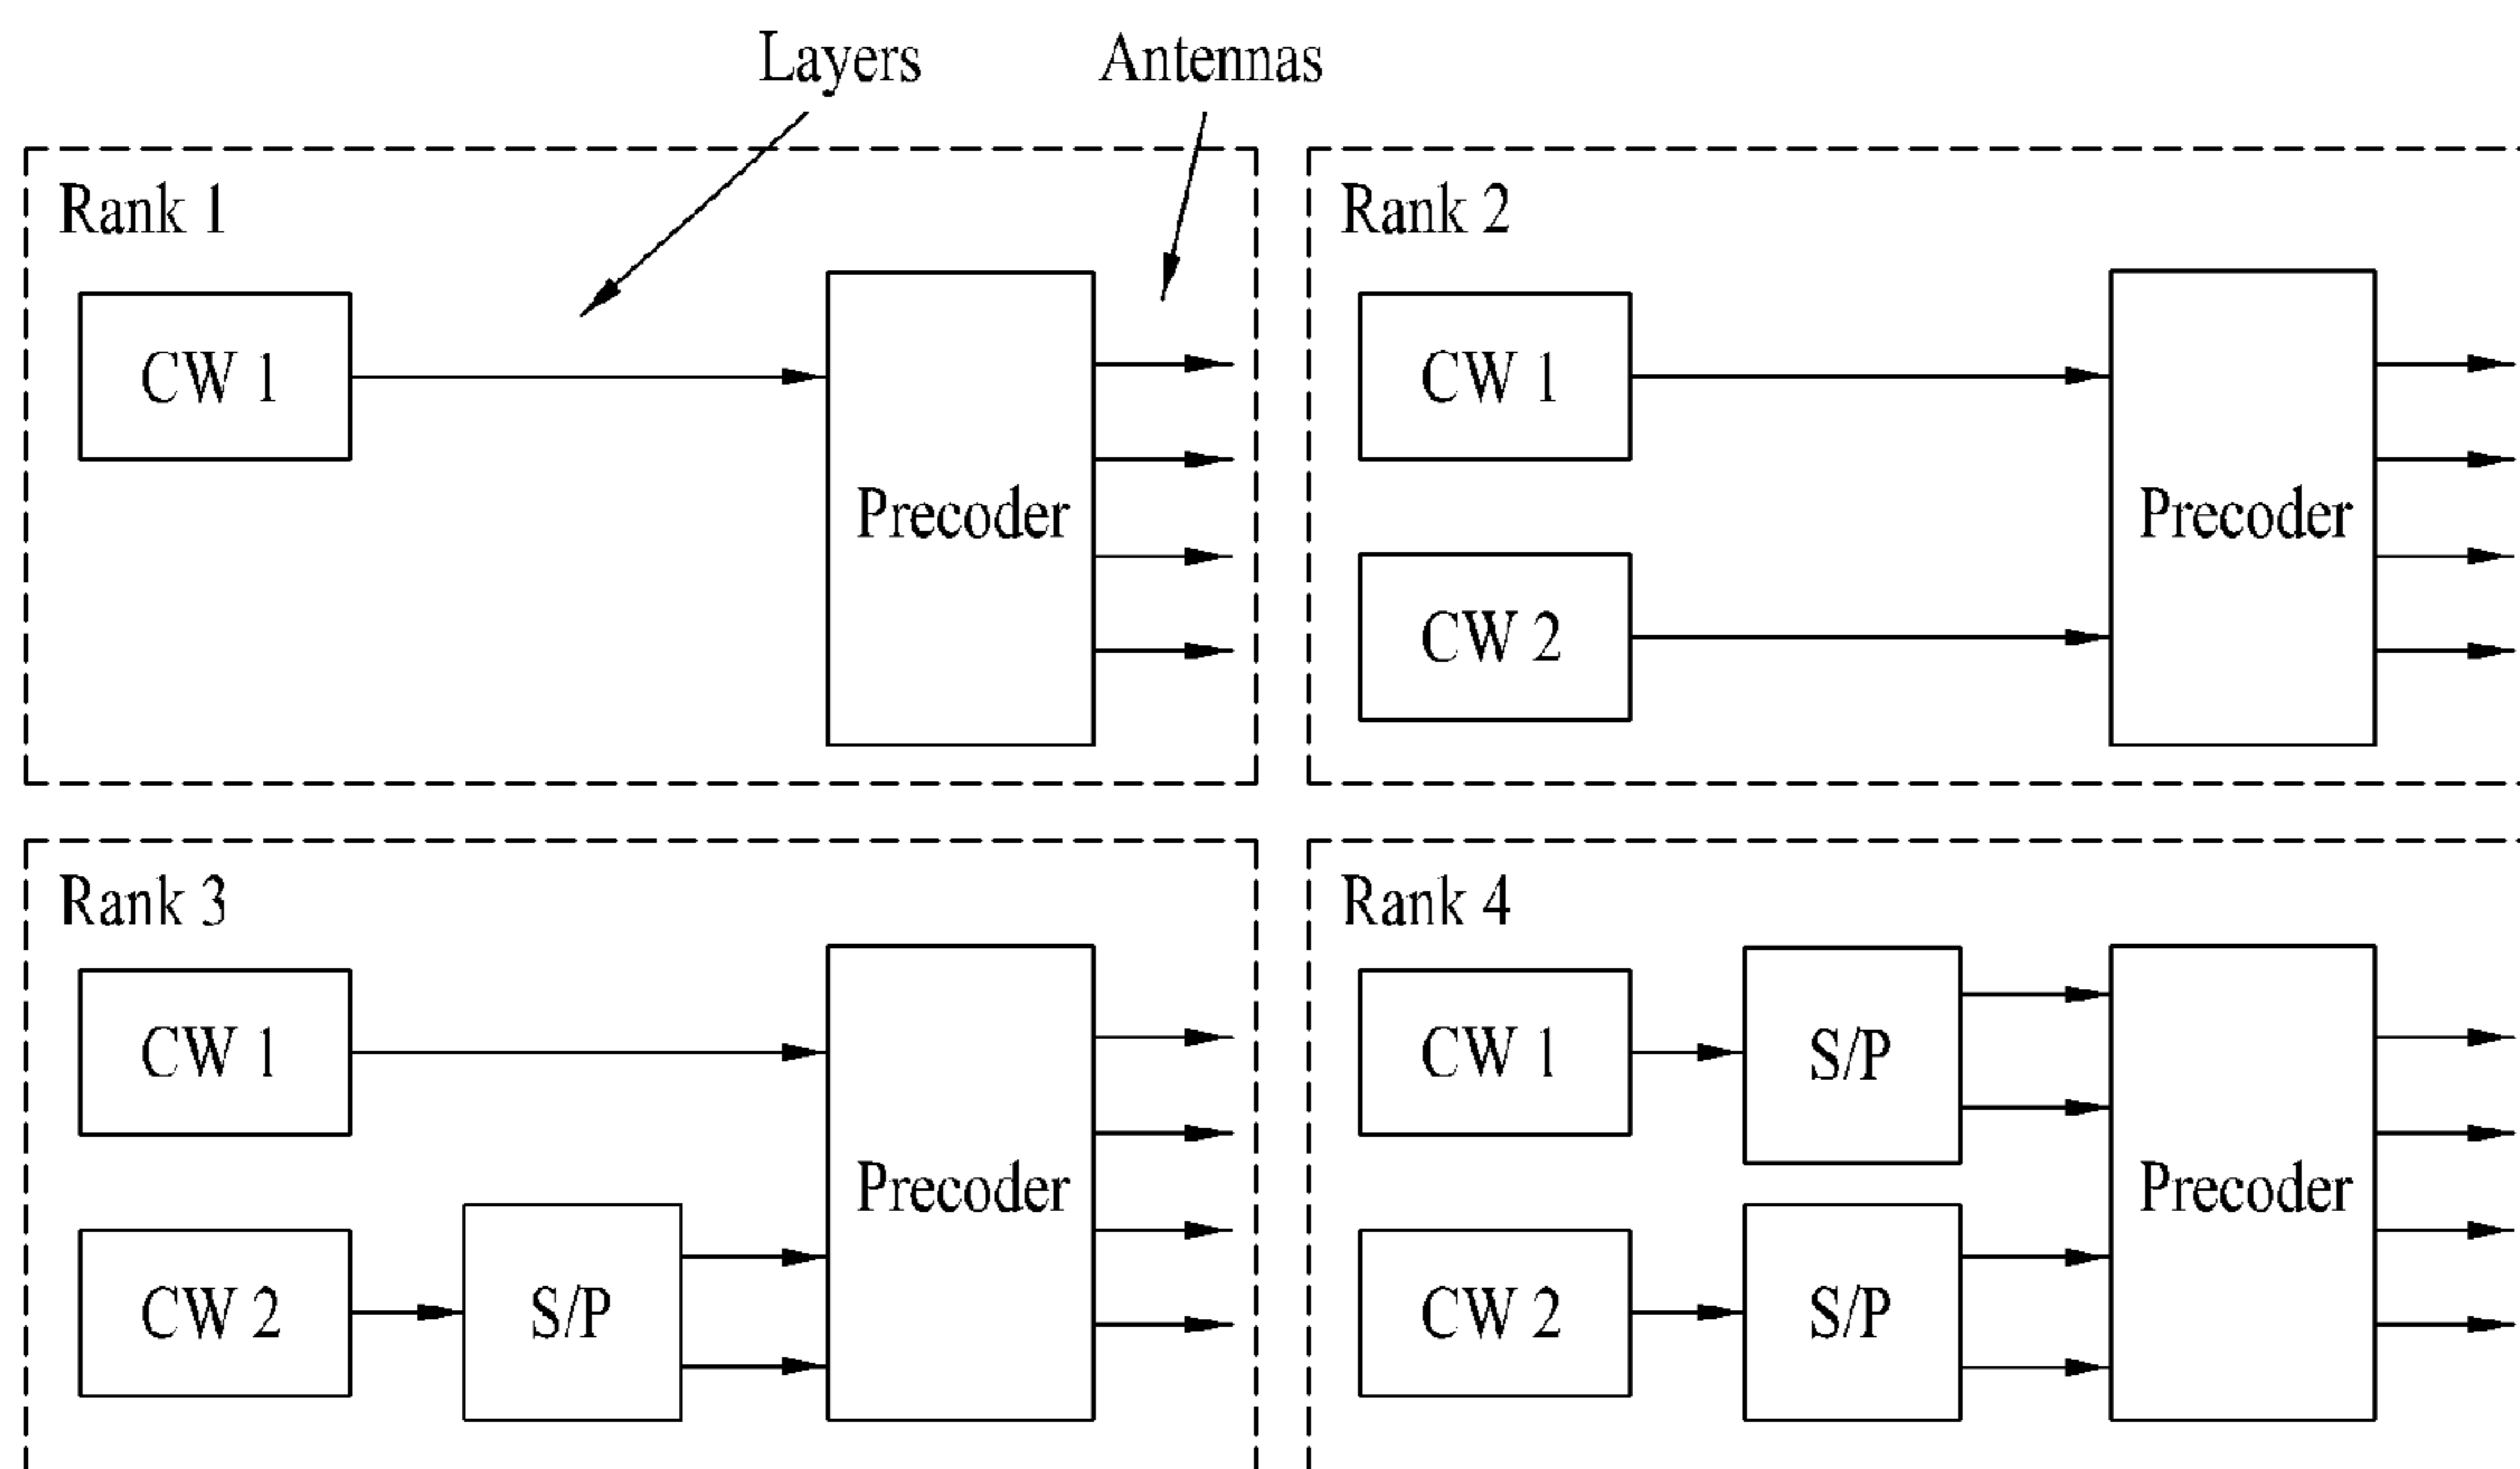 Layers
Antennas
Rank 1
CW 1
Precoder
Rank 2
CW 1
CW 2
Precoder
Rank 3
CW 1
CW 2
S/P
Precoder
Rank 4
CW 1
S/P
CW 2
S/P
Precoder